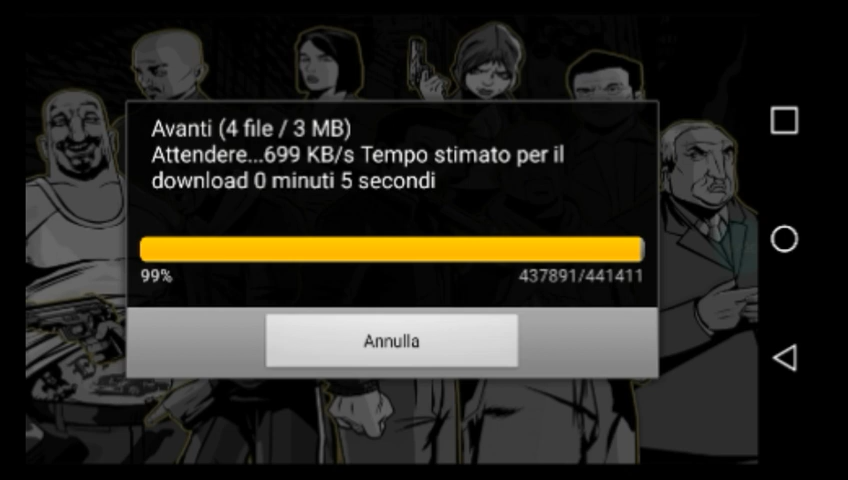 Avanti (4 file / 3 MB)
Attendere...699 KB/s Tempo stimato per il
download 0 minuti 5 secondi
99%
437891/441411
Annulla